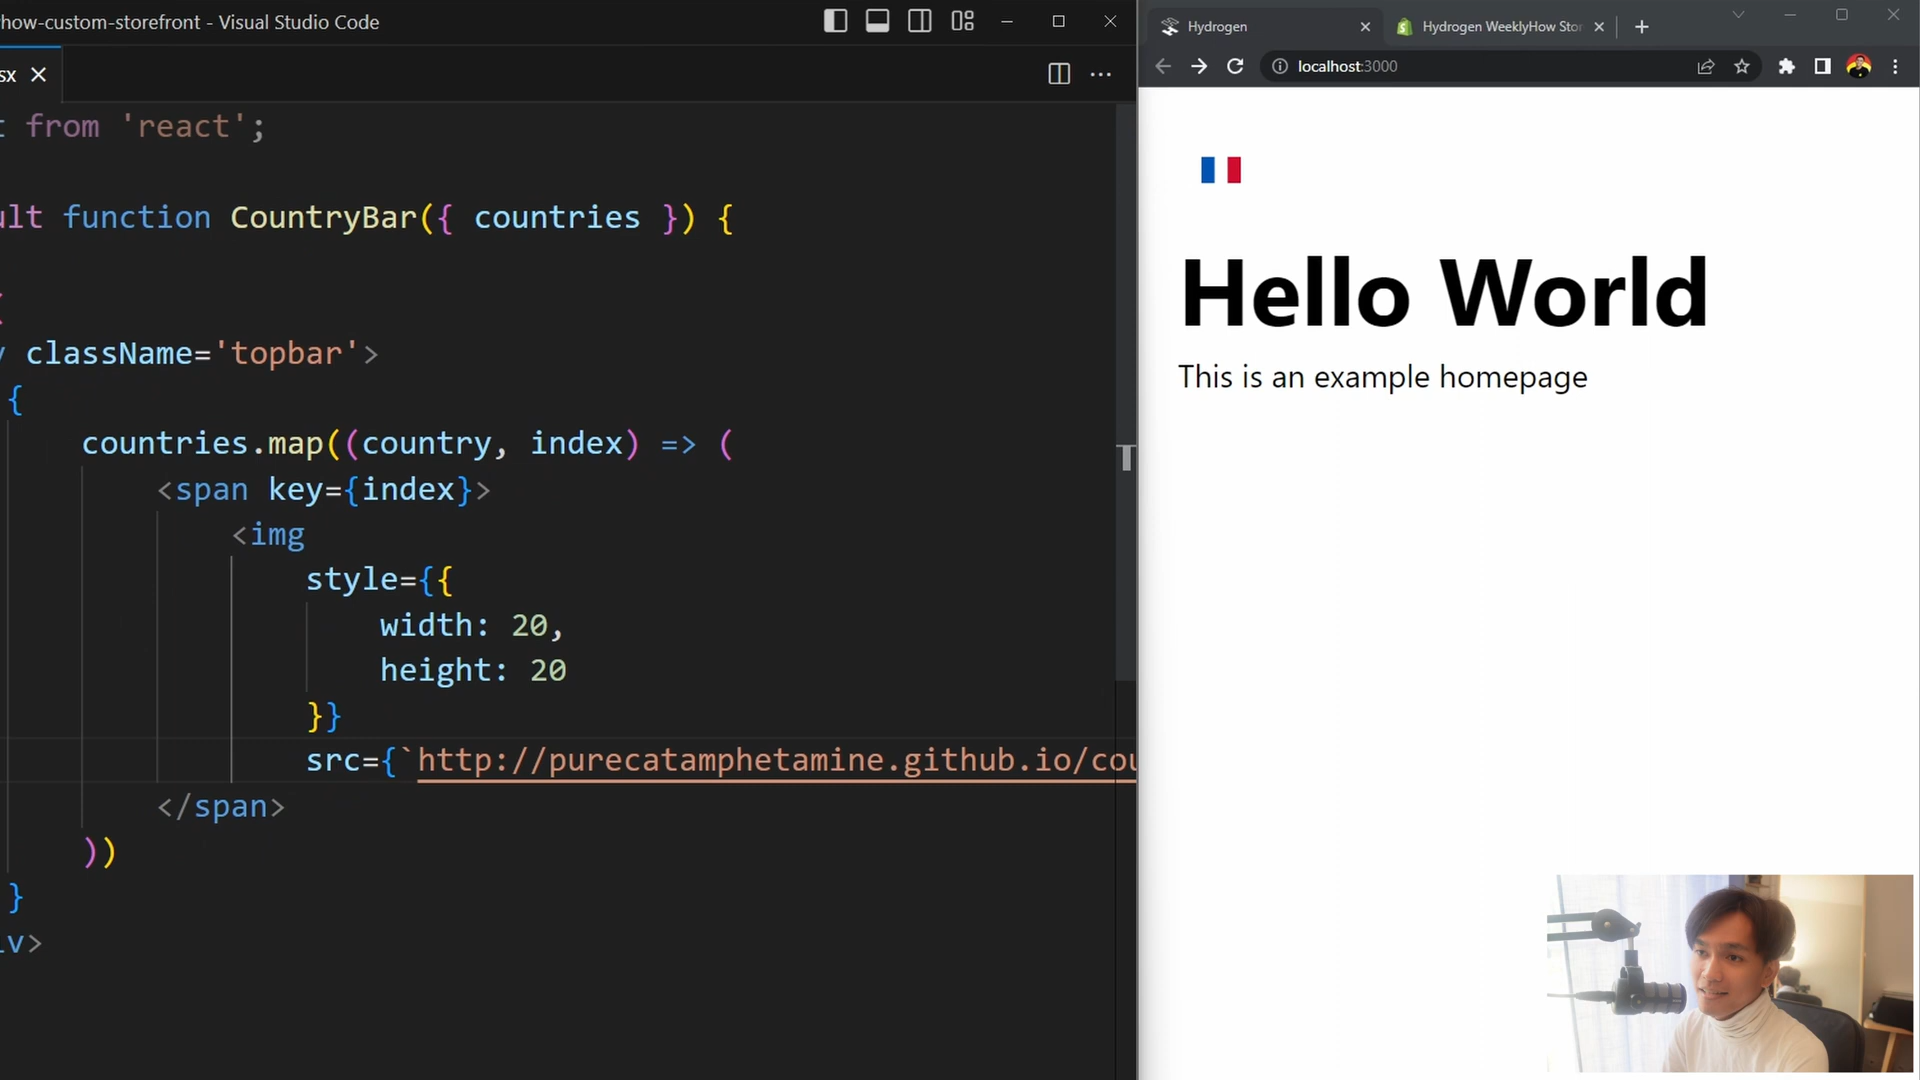 how-custom-storefront - Visual Studio Code
sx
from 'react';
ult function CountryBar({ countries }) {
className='topbar'>
{
countries.map((country, index) => (
<span key={index}>
<img
style={{
width: 20,
height: 20
}}
src={`http://purecatamphetamine.github.io/cou
</span>
))
}
iv>
Hydrogen
Hydrogen WeeklyHow Stor
localhost:3000
Hello World
This is an example homepage